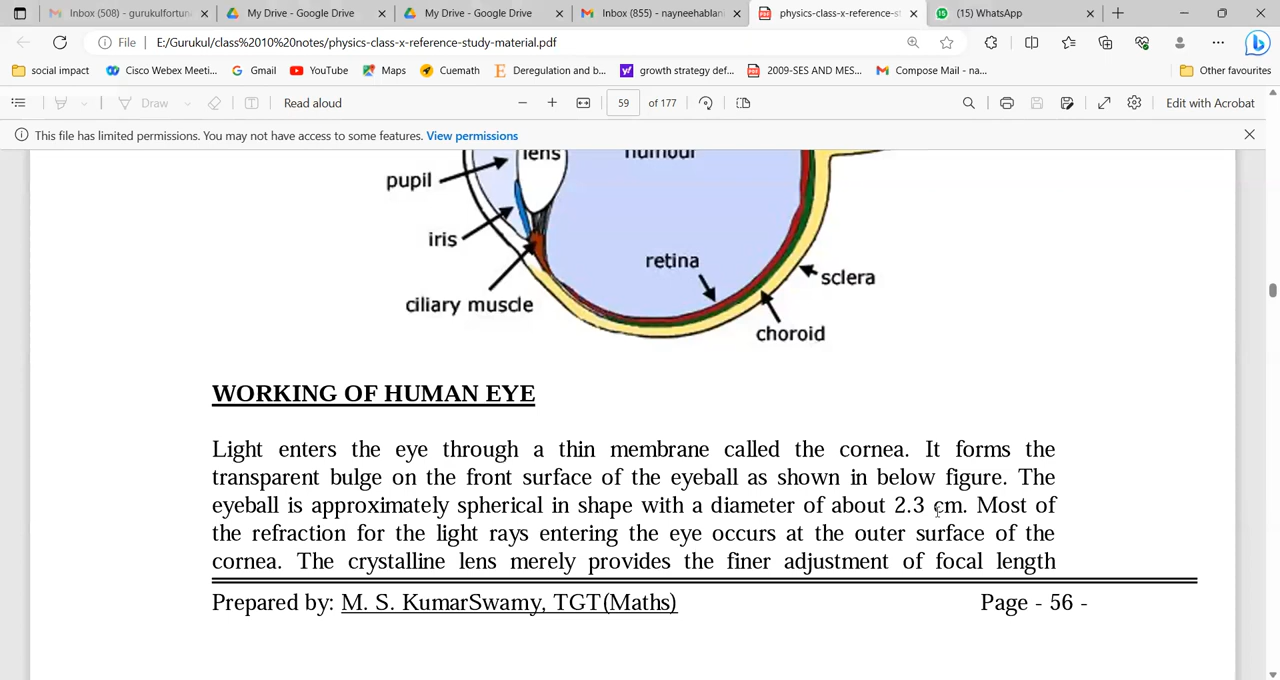 Inbox (508) - gurukulfortun
My Drive - Google Drive
My Drive - Google Drive
Inbox (855) - nayneehablani
physics-class-x-reference-st
(15) WhatsApp
File
E:/Gurukul/class%2010%20notes/physics-class-x-reference-study-material.pdf
social impact
Cisco Webex Meeti...
Gmail
YouTube
Maps
Cuemath
Deregulation and b...
growth strategy def...
2009-SES AND MES...
Compose Mail - na...
Other favourites
Draw
Read aloud
59
of 177
Edit with Acrobat
This file has limited permissions. You may not have access to some features. View permissions
lens
humour
pupil
iris
retina
sclera
ciliary muscle
choroid
WORKING OF HUMAN EYE
Light enters the eye through a thin membrane called the cornea. It forms the
transparent bulge on the front surface of the eyeball as shown in below figure. The
eyeball is approximately spherical in shape with a diameter of about 2.3 cm. Most of
the refraction for the light rays entering the eye occurs at the outer surface of the
cornea. The crystalline lens merely provides the finer adjustment of focal length
Prepared by: M. S. KumarSwamy, TGT(Maths)
Page - 56 -